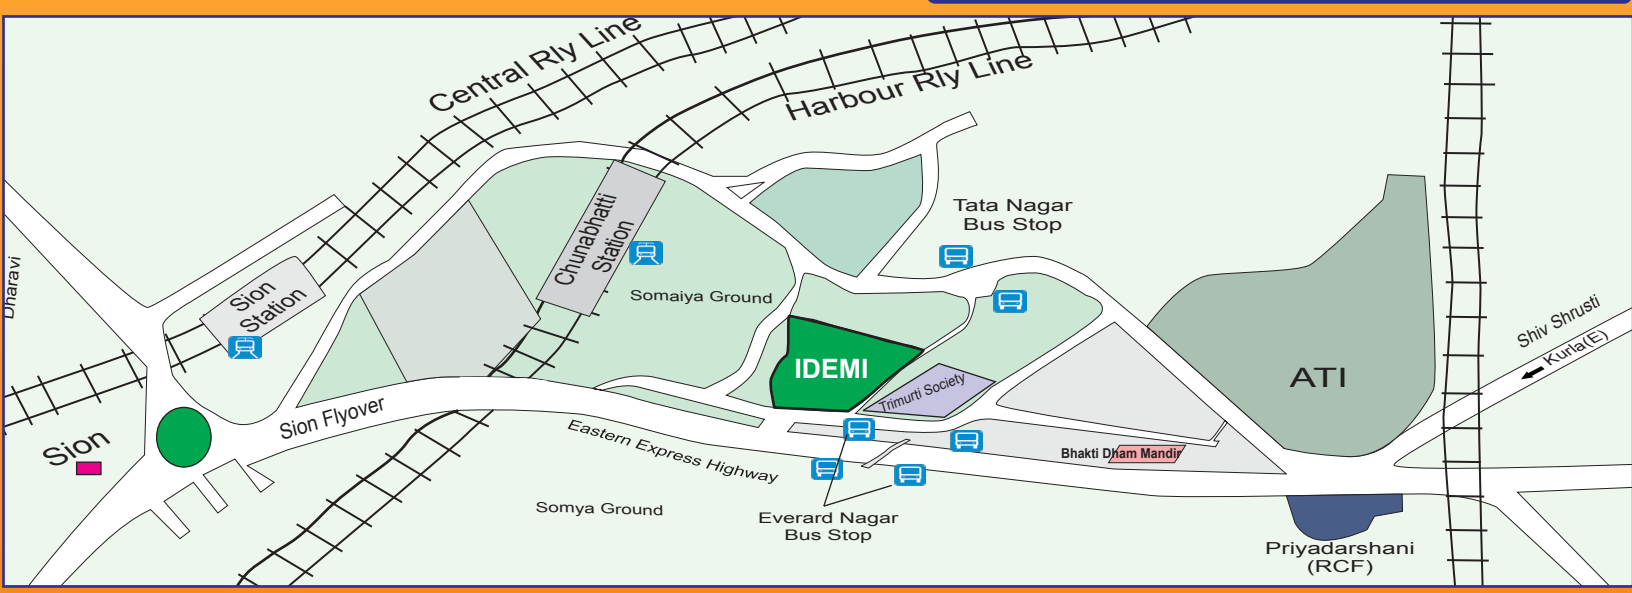 Central Rly Line
Harbour Rly Line
Dharavi
Sion
Station
Chunabhatti
Station
Somaiya Ground
Tata Nagar
Bus Stop
Shiv Shrusti
Kurla(E)
IDEMI
Trimurti Society
ATI
Sion
Sion Flyover
Eastern Express Highway
Bhakti Dham Mandir
Somya Ground
Everard Nagar
Bus Stop
Priyadarshani
(RCF)